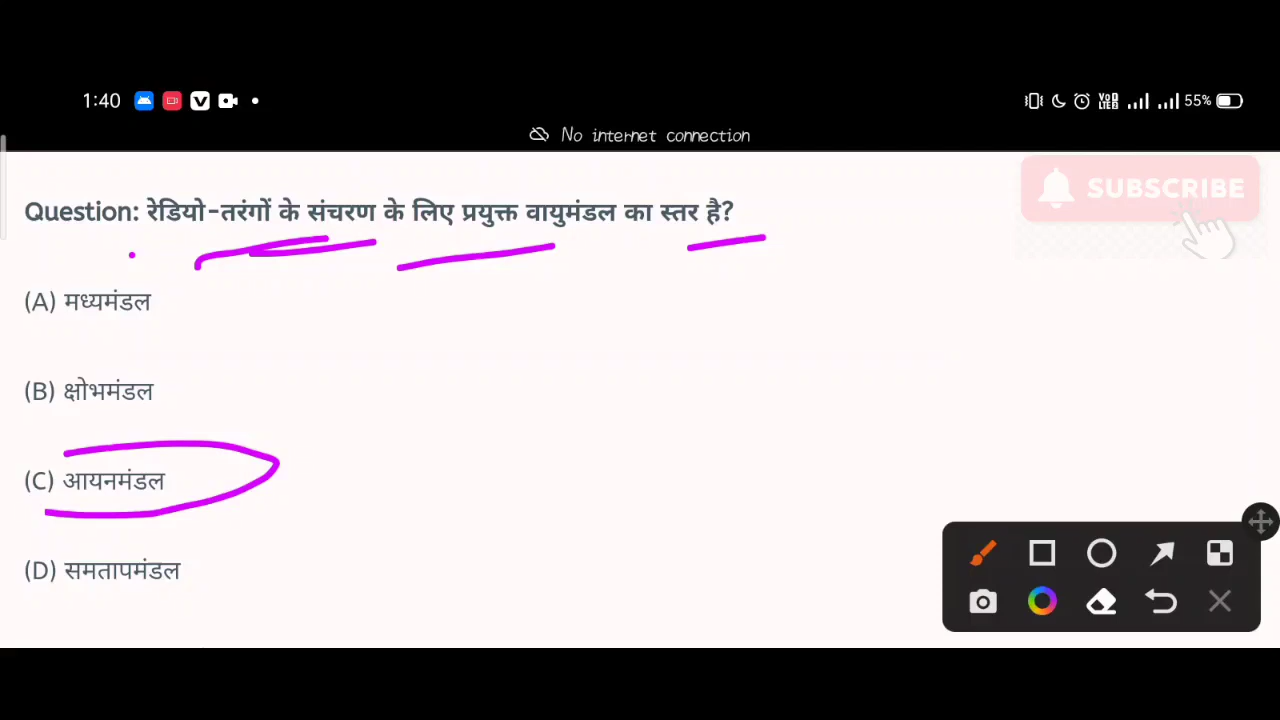 1:40 VoLTE 55%
No internet connection
SUBSCRIBE
Question: रेडियो-तरंगों के संचरण के लिए प्रयुक्त वायुमंडल का स्तर है?
(A) मध्यमंडल
(B) क्षोभमंडल
(C) आयनमंडल
(D) समतापमंडल